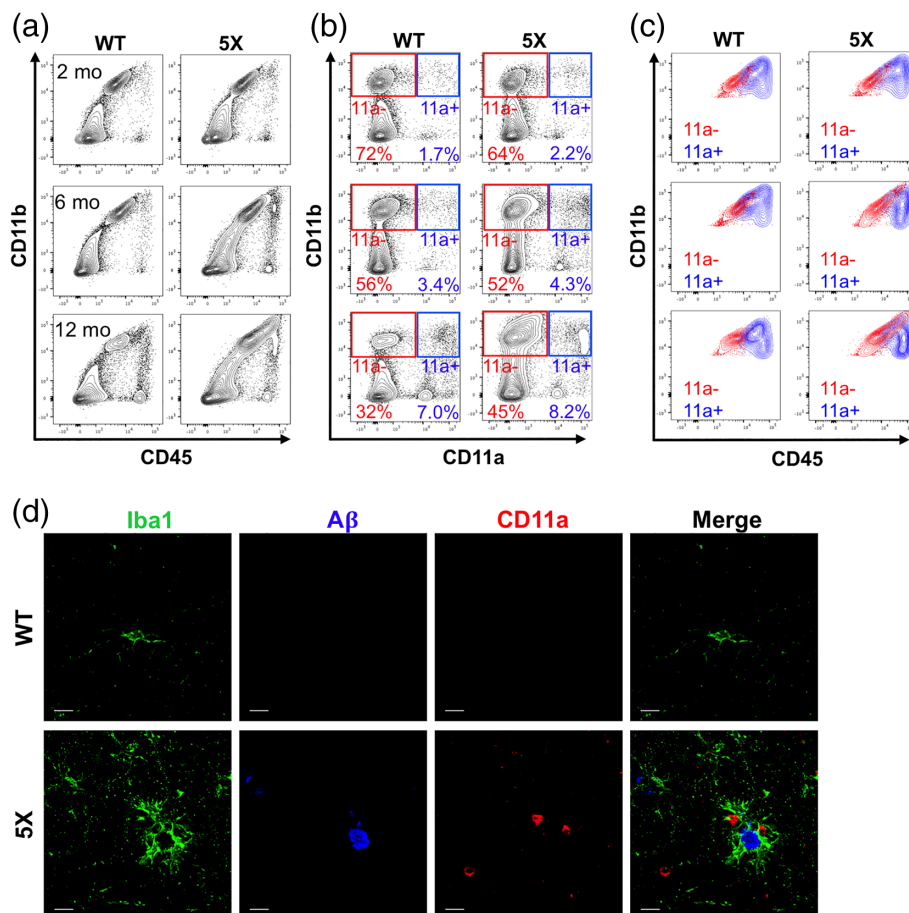 (a)
WT
5X
2 mo
6 mo
12 mo
CD11b
CD45
(b)
WT
5X
11a-
11a+
11a-
11a+
72%
1.7%
64%
2.2%
11a-
11a+
11a-
11a+
56%
3.4%
52%
4.3%
11a-
11a+
11a-
11a+
32%
7.0%
45%
8.2%
CD11b
CD11a
(c)
WT
5X
11a-
11a+
11a-
11a+
11a-
11a+
11a-
11a+
11a-
11a+
11a-
11a+
CD11b
CD45
(d)
Iba1
Aβ
CD11a
Merge
WT
5X